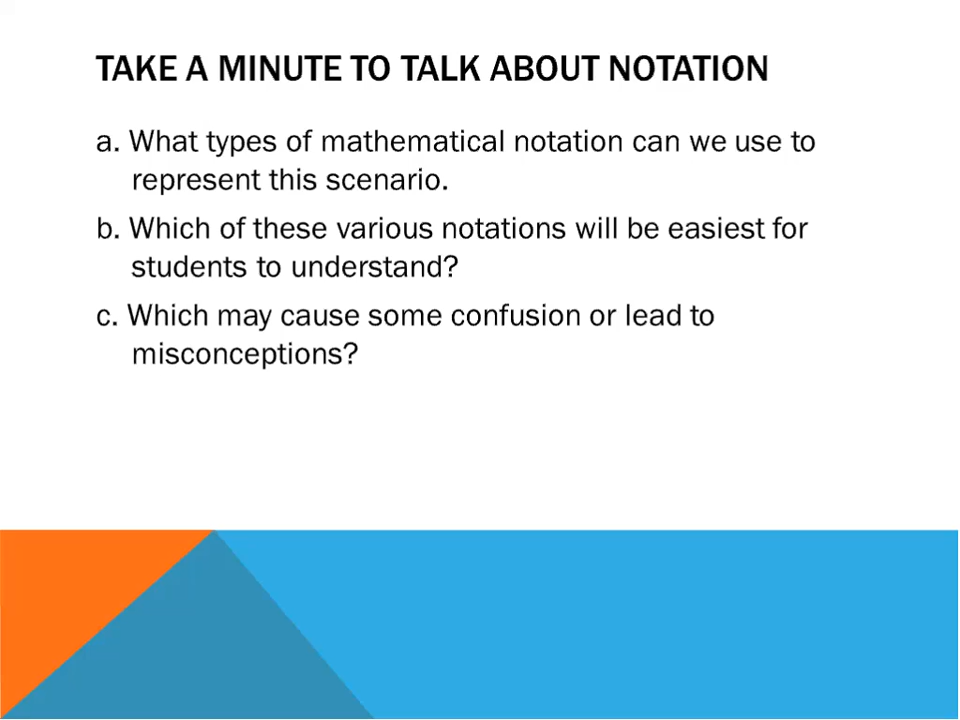 TAKE A MINUTE TO TALK ABOUT NOTATION
a. What types of mathematical notation can we use to
represent this scenario.
b. Which of these various notations will be easiest for
students to understand?
c. Which may cause some confusion or lead to
misconceptions?